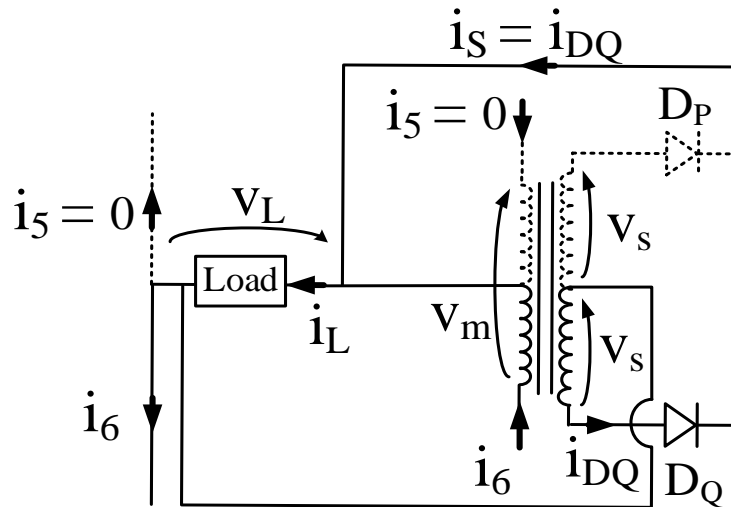 i_S = i_DQ
D_P
i_5 = 0
i_5 = 0
v_L
v_s
Load
i_L
v_m
v_s
i_6
i_6
i_DQ
D_Q